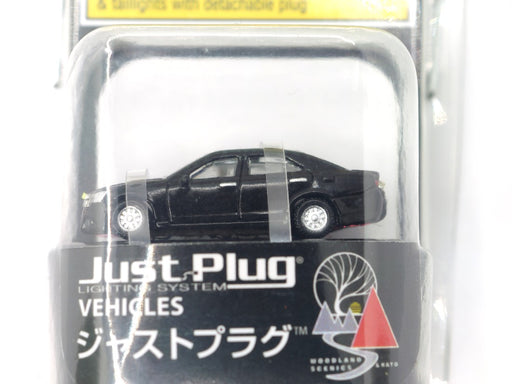 & taillights with detachable plug
Just Plug®
LIGHTING SYSTEM
VEHICLES
ジャストプラグ™
WOODLAND
SCENICS
& KATO